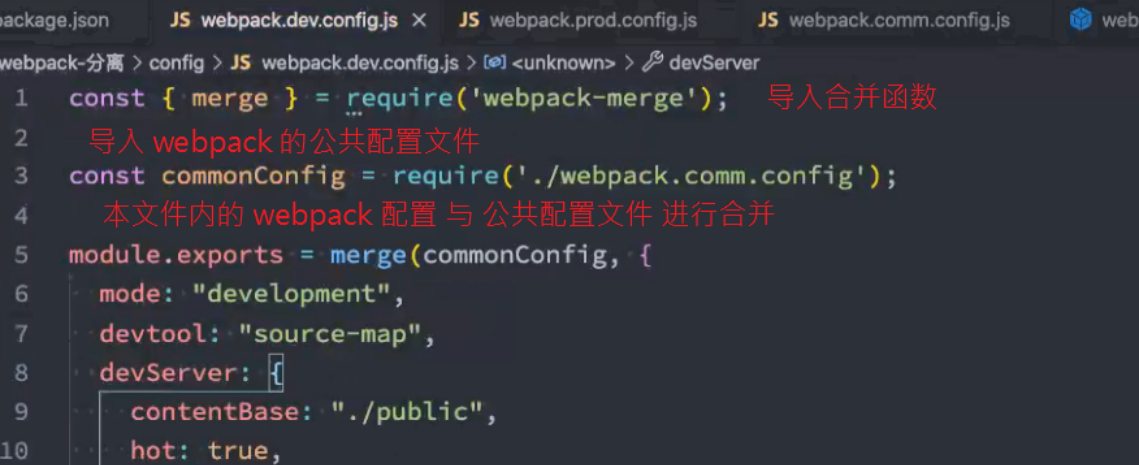 package.json JS webpack.dev.config.js × JS webpack.prod.config.js JS webpack.comm.config.js web
webpack-分离 > config > JS webpack.dev.config.js > <unknown> > devServer
1 const { merge } = require('webpack-merge'); 导入合并函数
2 导入 webpack 的公共配置文件
3 const commonConfig = require('./webpack.comm.config');
4 本文件内的 webpack 配置 与 公共配置文件 进行合并
5 module.exports = merge(commonConfig, {
6 mode: "development",
7 devtool: "source-map",
8 devServer: {
9 contentBase: "./public",
10 hot: true,